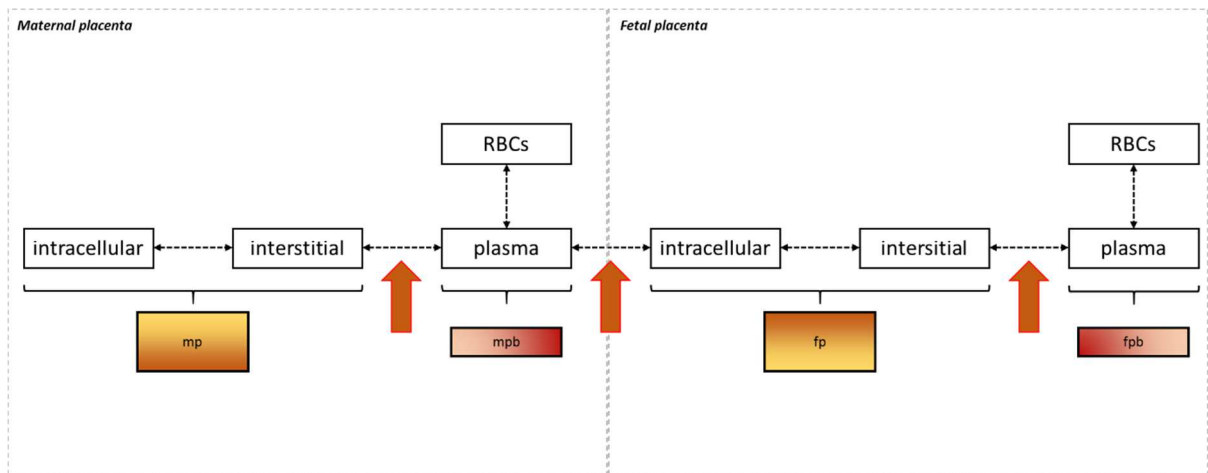 Maternal placenta
Fetal placenta
RBCs
RBCs
intracellular
interstitial
plasma
intracellular
intersitial
plasma
mp
mpb
fp
fpb